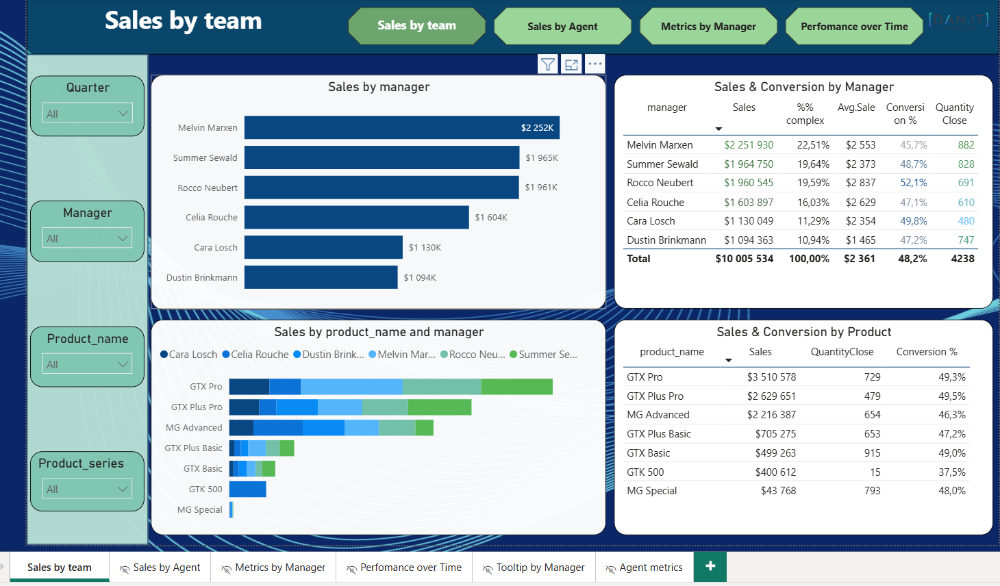 Sales by team
Sales by team
Sales by Agent
Metrics by Manager
Perfomance over Time
[DAN.IT]
Quarter
All
Manager
All
Product_name
All
Product_series
All
Sales by manager
Melvin Marxen $2 252K
Summer Sewald $1 965K
Rocco Neubert $1 961K
Celia Rouche $1 604K
Cara Losch $1 130K
Dustin Brinkmann $1 094K
Sales & Conversion by Manager
manager Sales %% complex Avg.Sale Conversi on % Quantity Close
Melvin Marxen $2 251 930 22,51% $2 553 45,7% 882
Summer Sewald $1 964 750 19,64% $2 373 48,7% 828
Rocco Neubert $1 960 545 19,59% $2 837 52,1% 691
Celia Rouche $1 603 897 16,03% $2 629 47,1% 610
Cara Losch $1 130 049 11,29% $2 354 49,8% 480
Dustin Brinkmann $1 094 363 10,94% $1 465 47,2% 747
Total $10 005 534 100,00% $2 361 48,2% 4238
Sales by product_name and manager
Cara Losch Celia Rouche Dustin Brink... Melvin Mar... Rocco Neu... Summer Se...
GTX Pro
GTX Plus Pro
MG Advanced
GTX Plus Basic
GTX Basic
GTK 500
MG Special
Sales & Conversion by Product
product_name Sales QuantityClose Conversion %
GTX Pro $3 510 578 729 49,3%
GTX Plus Pro $2 629 651 479 49,5%
MG Advanced $2 216 387 654 46,3%
GTX Plus Basic $705 275 653 47,2%
GTX Basic $499 263 915 49,0%
GTK 500 $400 612 15 37,5%
MG Special $43 768 793 48,0%
Sales by team
Sales by Agent
Metrics by Manager
Perfomance over Time
Tooltip by Manager
Agent metrics